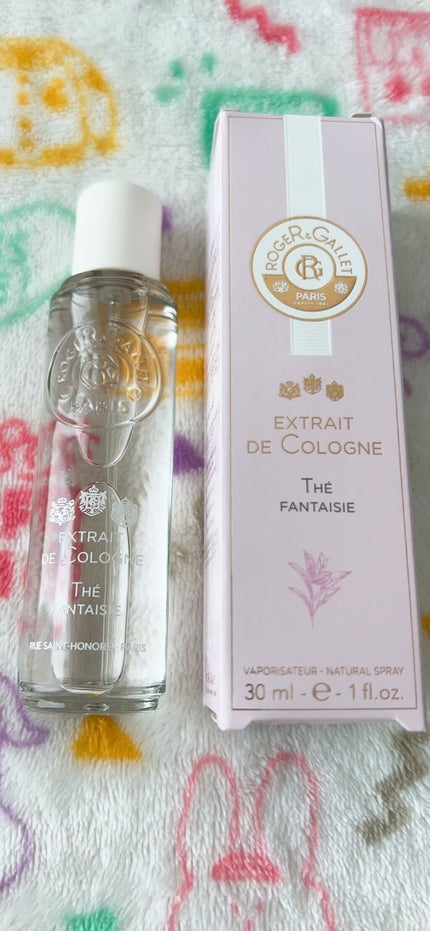 ROGER & GALLET
PARIS
EXTRAIT
DE COLOGNE
THÉ
FANTAISIE
RUE SAINT-HONORÉ - PARIS
ROGER & GALLET
RG
PARIS
EXTRAIT
DE COLOGNE
THÉ
FANTAISIE
VAPORISATEUR - NATURAL SPRAY
30 ml - e - 1 fl.oz.